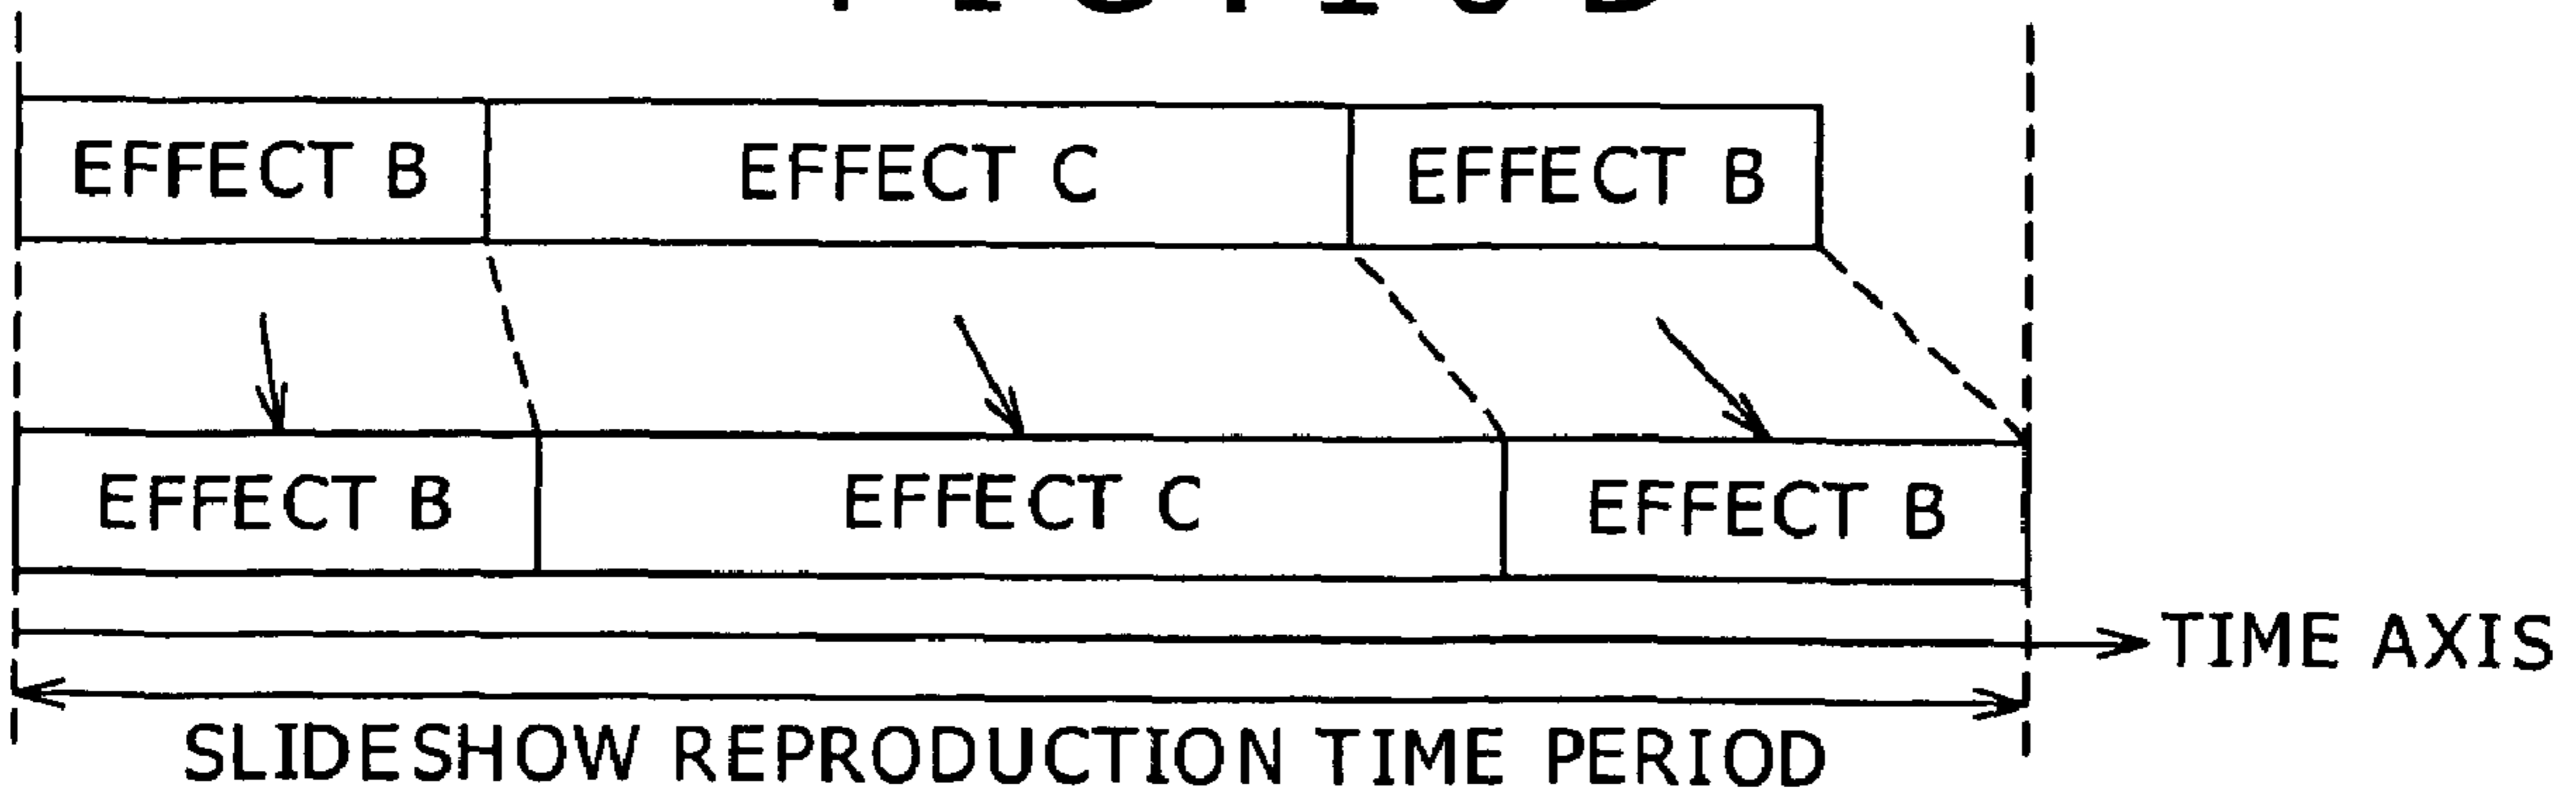 EFFECT B EFFECT C EFFECT B
EFFECT B EFFECT C EFFECT B
TIME AXIS
SLIDESHOW REPRODUCTION TIME PERIOD